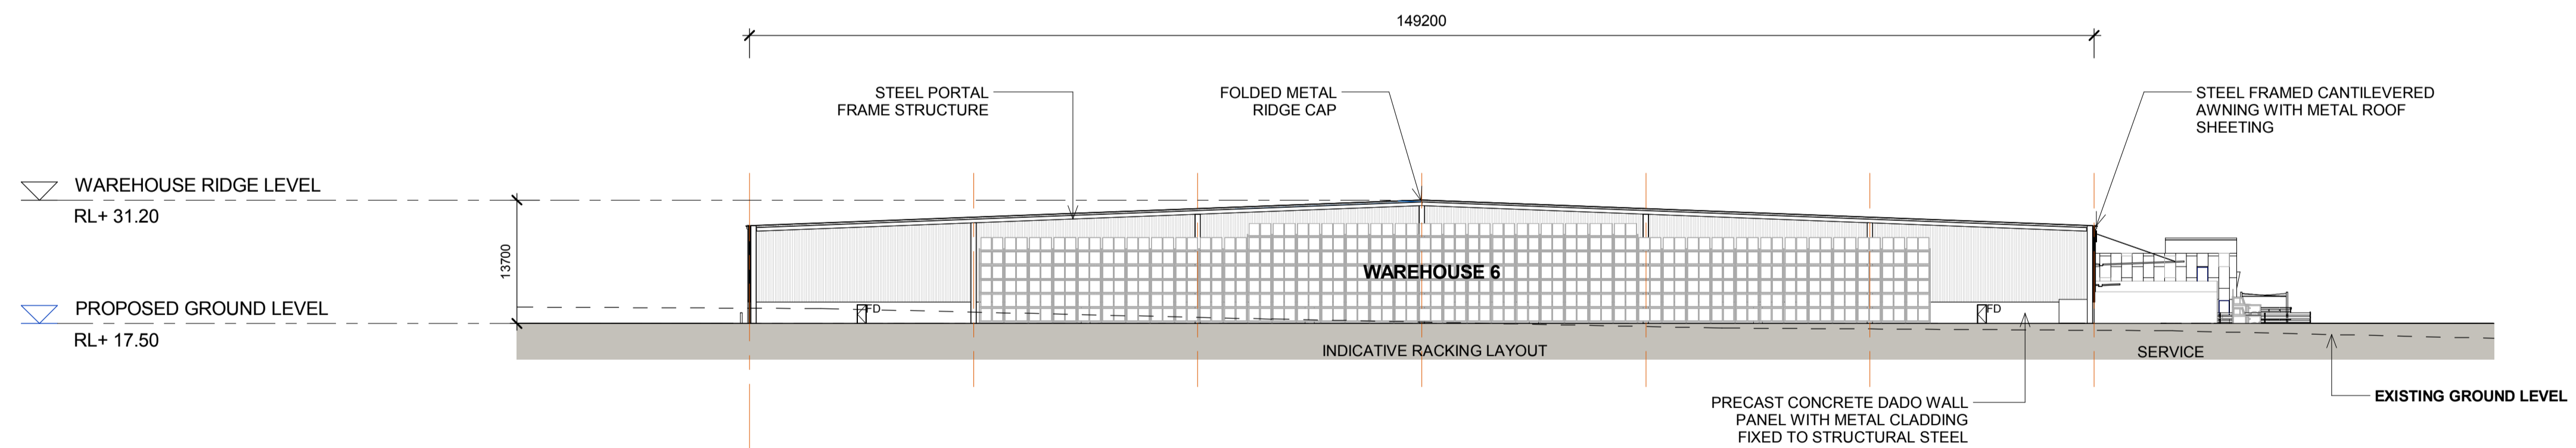 149200
STEEL PORTAL
FRAME STRUCTURE
FOLDED METAL
RIDGE CAP
STEEL FRAMED CANTILEVERED
AWNING WITH METAL ROOF
SHEETING
WAREHOUSE RIDGE LEVEL
RL+ 31.20
13700
WAREHOUSE 6
PROPOSED GROUND LEVEL
RL+ 17.50
FD
FD
INDICATIVE RACKING LAYOUT
SERVICE
PRECAST CONCRETE DADO WALL
PANEL WITH METAL CLADDING
FIXED TO STRUCTURAL STEEL
EXISTING GROUND LEVEL